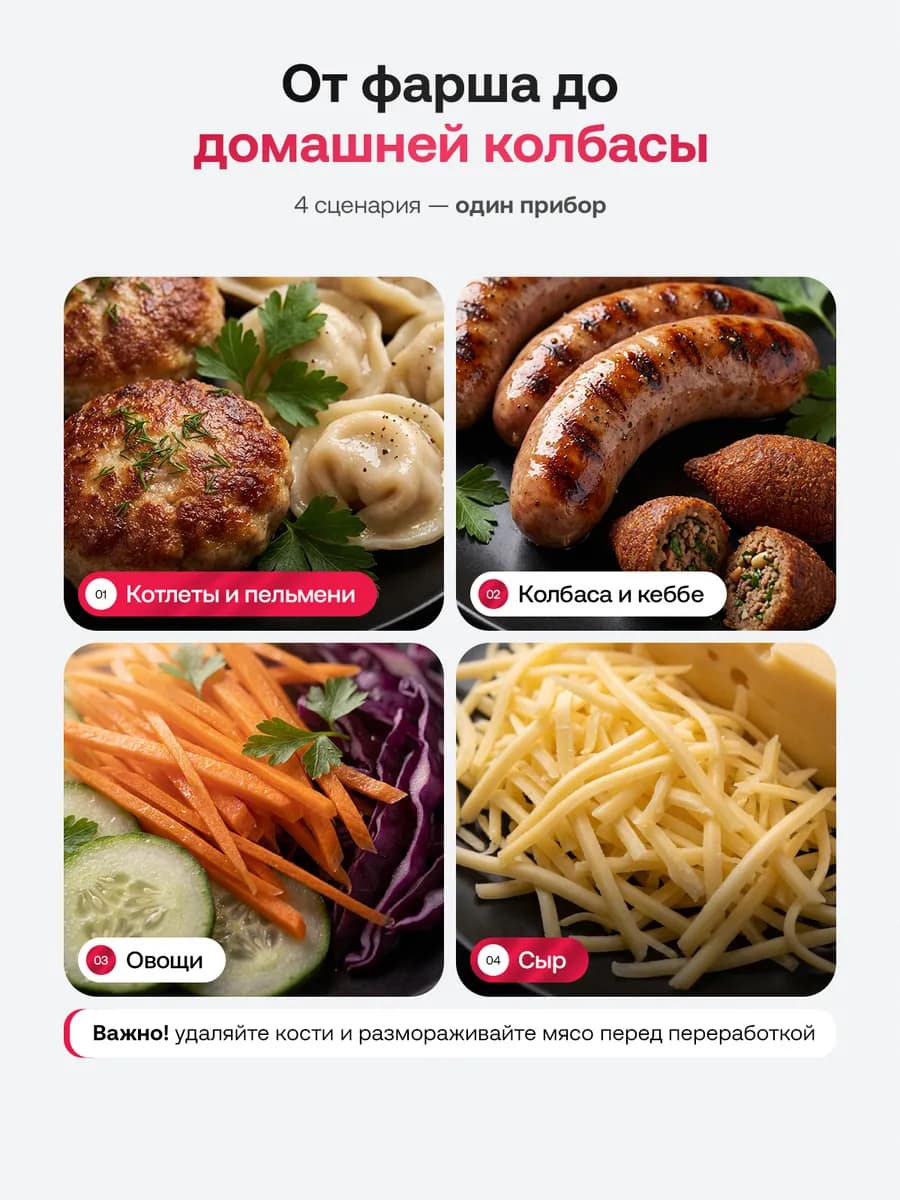 От фарша до
домашней колбасы
4 сценария — один прибор
01 Котлеты и пельмени
02 Колбаса и кеббе
03 Овощи
04 Сыр
Важно! удаляйте кости и размораживайте мясо перед переработкой